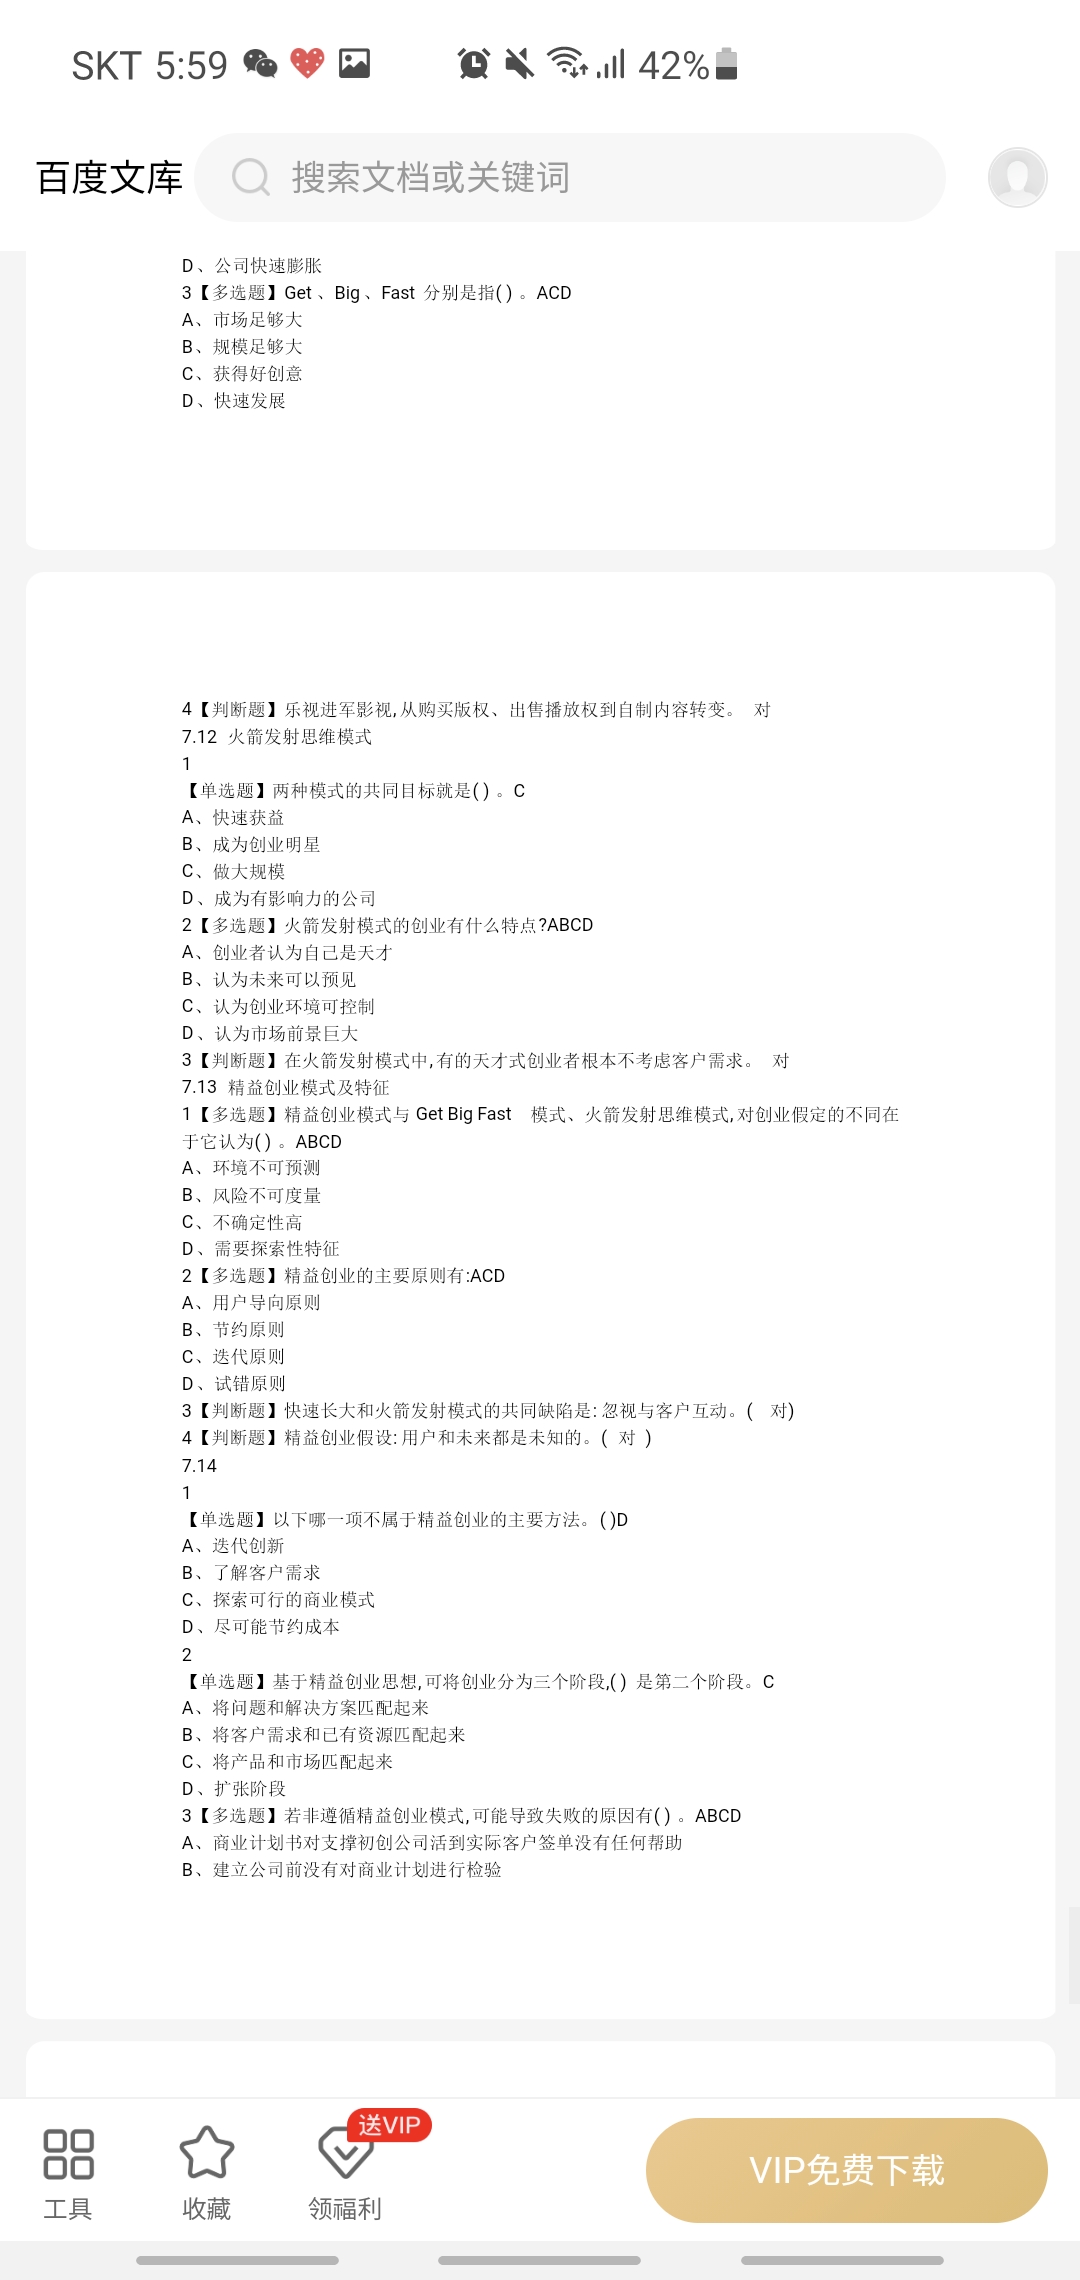 SKT 5:59 42%
百度文库 搜索文档或关键词
D、公司快速膨胀
3【多选题】Get 、Big 、Fast 分别是指( ) 。ACD
A、市场足够大
B、规模足够大
C、获得好创意
D、快速发展
4【判断题】乐视进军影视,从购买版权、出售播放权到自制内容转变。 对
7.12 火箭发射思维模式
1
【单选题】两种模式的共同目标就是( ) 。C
A、快速获益
B、成为创业明星
C、做大规模
D、成为有影响力的公司
2【多选题】火箭发射模式的创业有什么特点?ABCD
A、创业者认为自己是天才
B、认为未来可以预见
C、认为创业环境可控制
D、认为市场前景巨大
3【判断题】在火箭发射模式中,有的天才式创业者根本不考虑客户需求。 对
7.13 精益创业模式及特征
1【多选题】精益创业模式与 Get Big Fast 模式、火箭发射思维模式,对创业假定的不同在
于它认为( ) 。ABCD
A、环境不可预测
B、风险不可度量
C、不确定性高
D、需要探索性特征
2【多选题】精益创业的主要原则有:ACD
A、用户导向原则
B、节约原则
C、迭代原则
D、试错原则
3【判断题】快速长大和火箭发射模式的共同缺陷是:忽视与客户互动。( 对)
4【判断题】精益创业假设:用户和未来都是未知的。( 对 )
7.14
1
【单选题】以下哪一项不属于精益创业的主要方法。( )D
A、迭代创新
B、了解客户需求
C、探索可行的商业模式
D、尽可能节约成本
2
【单选题】基于精益创业思想,可将创业分为三个阶段,( ) 是第二个阶段。C
A、将问题和解决方案匹配起来
B、将客户需求和已有资源匹配起来
C、将产品和市场匹配起来
D、扩张阶段
3【多选题】若非遵循精益创业模式,可能导致失败的原因有( ) 。ABCD
A、商业计划书对支撑初创公司活到实际客户签单没有任何帮助
B、建立公司前没有对商业计划进行检验
送VIP
VIP免费下载
工具 收藏 领福利